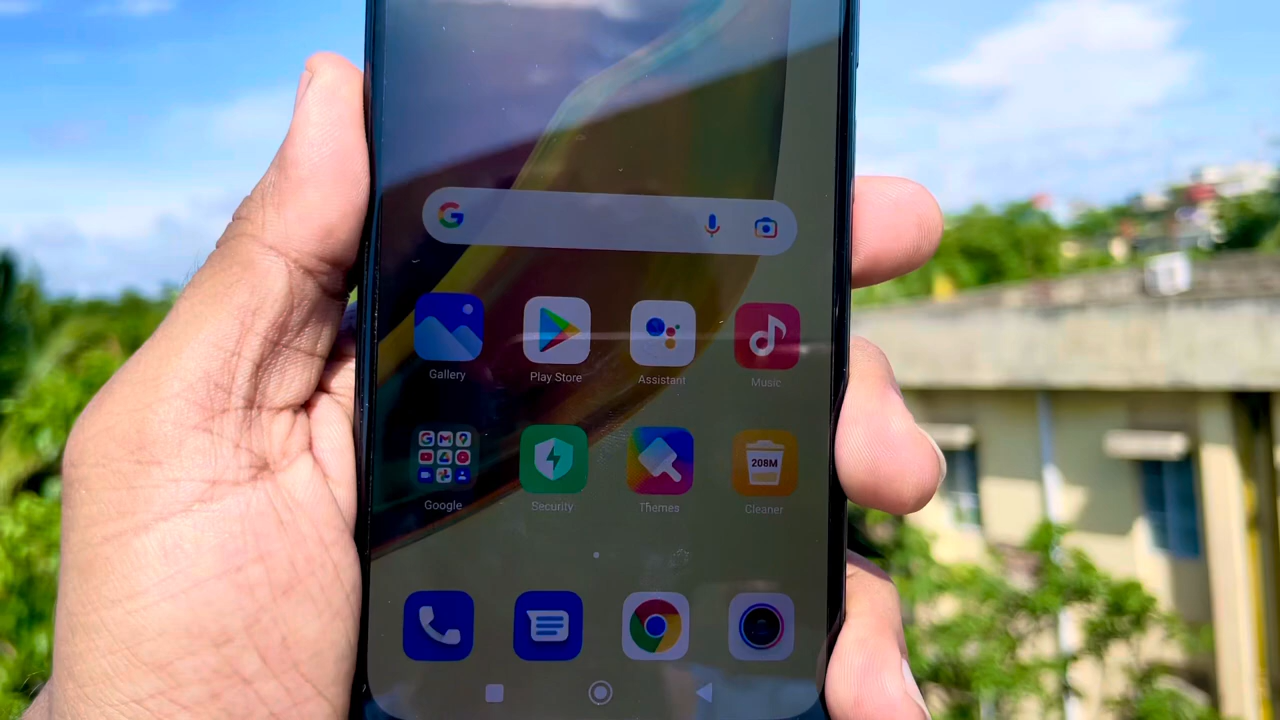 Gallery
Play Store
Assistant
Music
Google
Security
Themes
208M
Cleaner